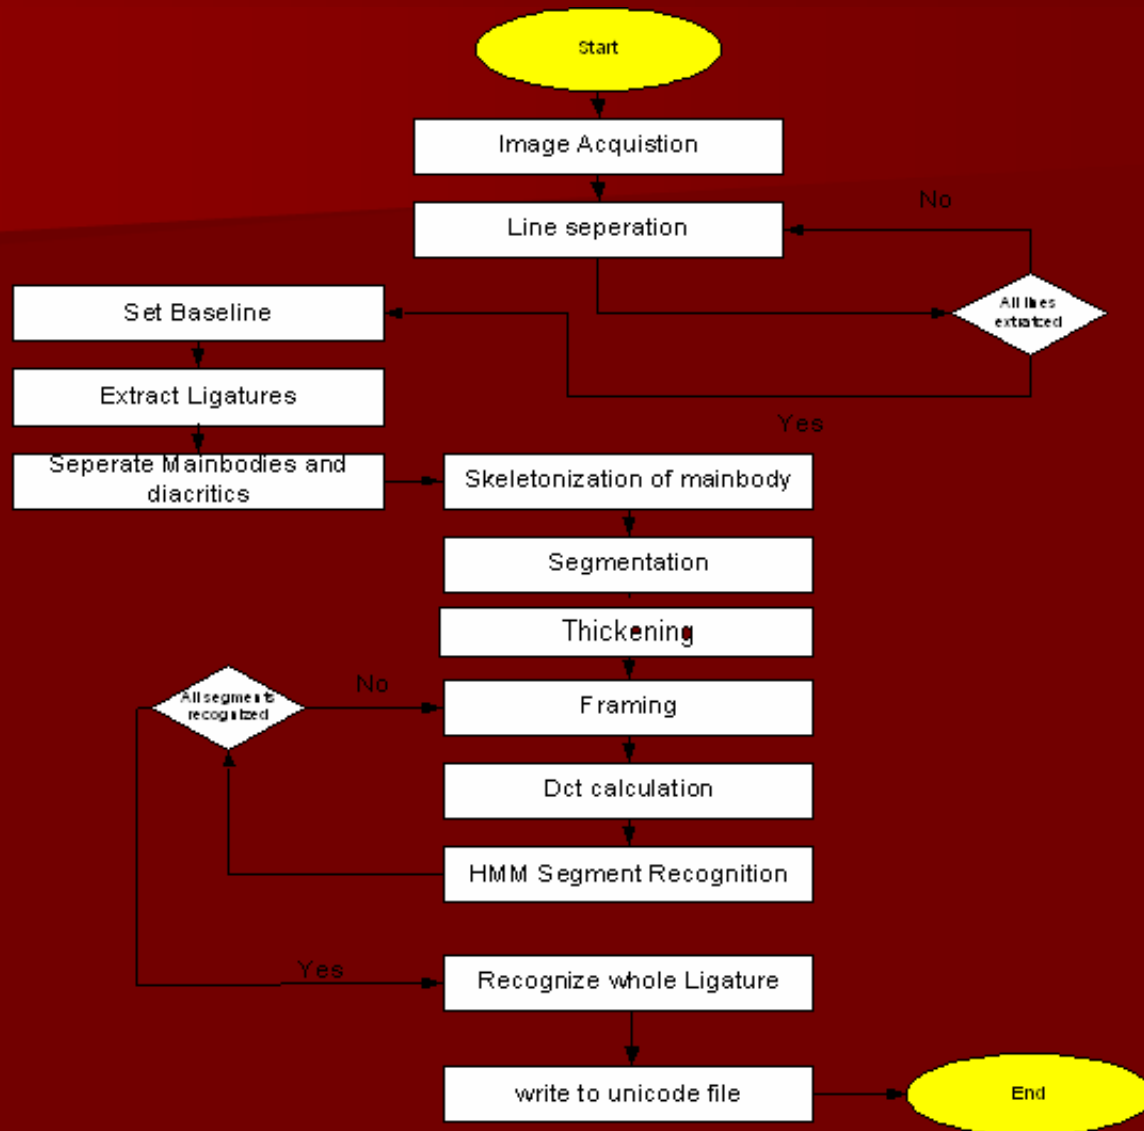 Start
Image Acquistion
Line seperation
No
All lines
extratced
Yes
Set Baseline
Extract Ligatures
Seperate Mainbodies and
diacritics
Skeletonization of mainbody
Segmentation
Thickening
Framing
Dct calculation
HMM Segment Recognition
All segments
recognized
No
Yes
Recognize whole Ligature
write to unicode file
End